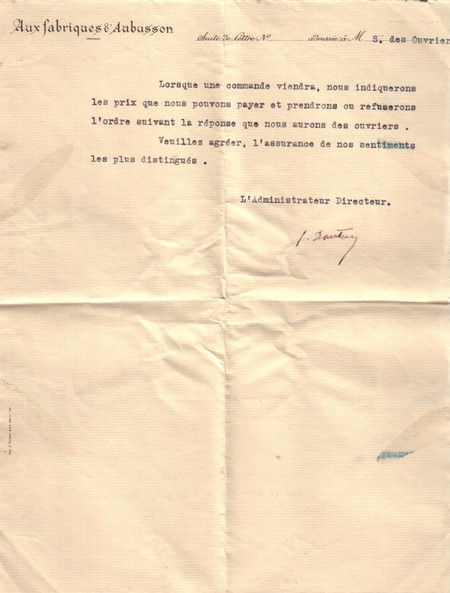 Aux fabriques d'Aubusson
Suite de lettre No Adressée à M S. des Ouvrier
Lorsque une commande viendra, nous indiquerons
les prix que nous pouvons payer et prendrons ou refuserons
l'ordre suivant la réponse que nous aurons des ouvriers .
Veuillez agréer, l'assurance de nos sentiments
les plus distingués .
L'Administrateur Directeur.